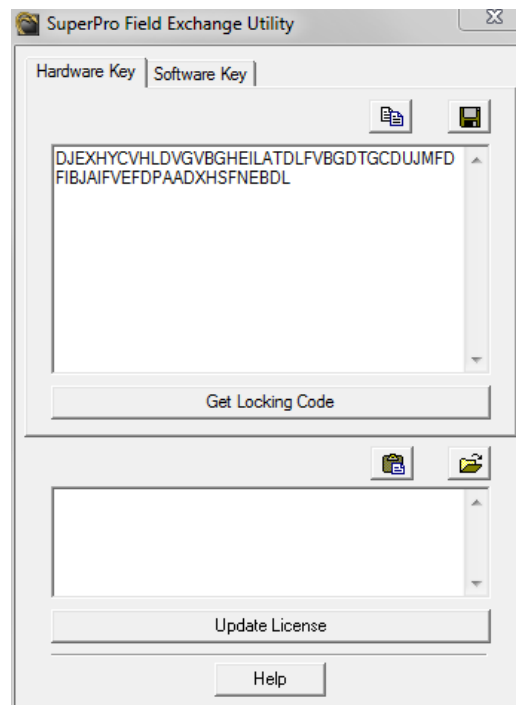 SuperPro Field Exchange Utility
Hardware Key
Software Key
DJEXHYCVHLDVGVBGHEILATDLFVBGDTGCDUJMFD
FIBJAIFVEFDPAADXHSFNEBDL
Get Locking Code
Update License
Help